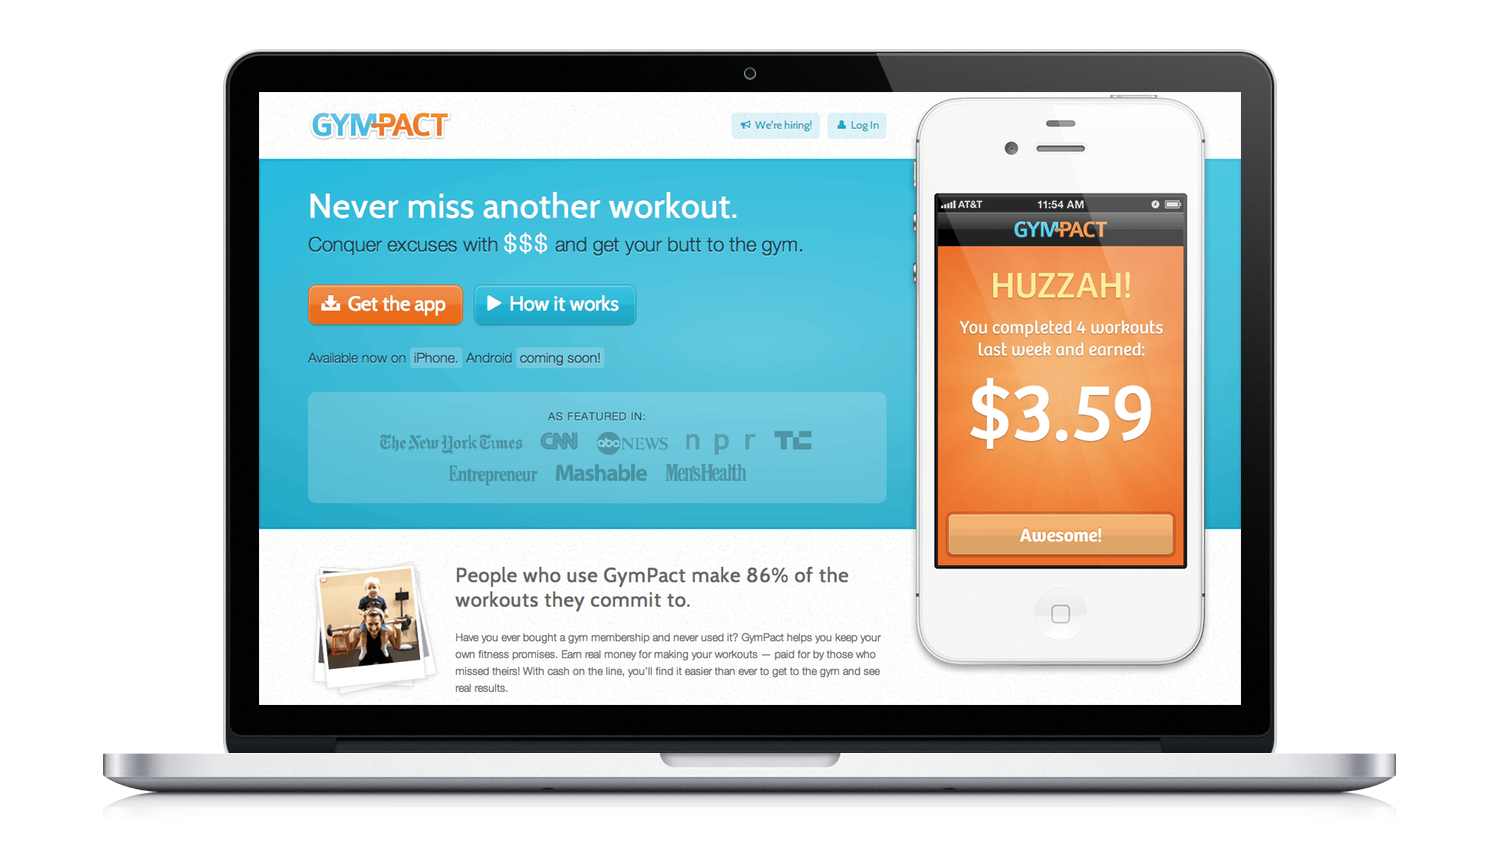 GYMPACT
We're hiring!
Log In
Never miss another workout.
Conquer excuses with $$$ and get your butt to the gym.
Get the app
How it works
Available now on iPhone. Android coming soon!
AS FEATURED IN:
The New York Times CNN abc NEWS npr TC
Entrepreneur Mashable Men'sHealth
People who use GymPact make 86% of the
workouts they commit to.
Have you ever bought a gym membership and never used it? GymPact helps you keep your
own fitness promises. Earn real money for making your workouts — paid for by those who
missed theirs! With cash on the line, you'll find it easier than ever to get to the gym and see
real results.
AT&T 11:54 AM
GYMPACT
HUZZAH!
You completed 4 workouts
last week and earned:
$3.59
Awesome!